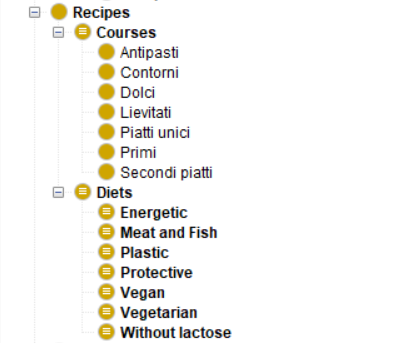 Recipes
Courses
Antipasti
Contorni
Dolci
Lievitati
Piatti unici
Primi
Secondi piatti
Diets
Energetic
Meat and Fish
Plastic
Protective
Vegan
Vegetarian
Without lactose